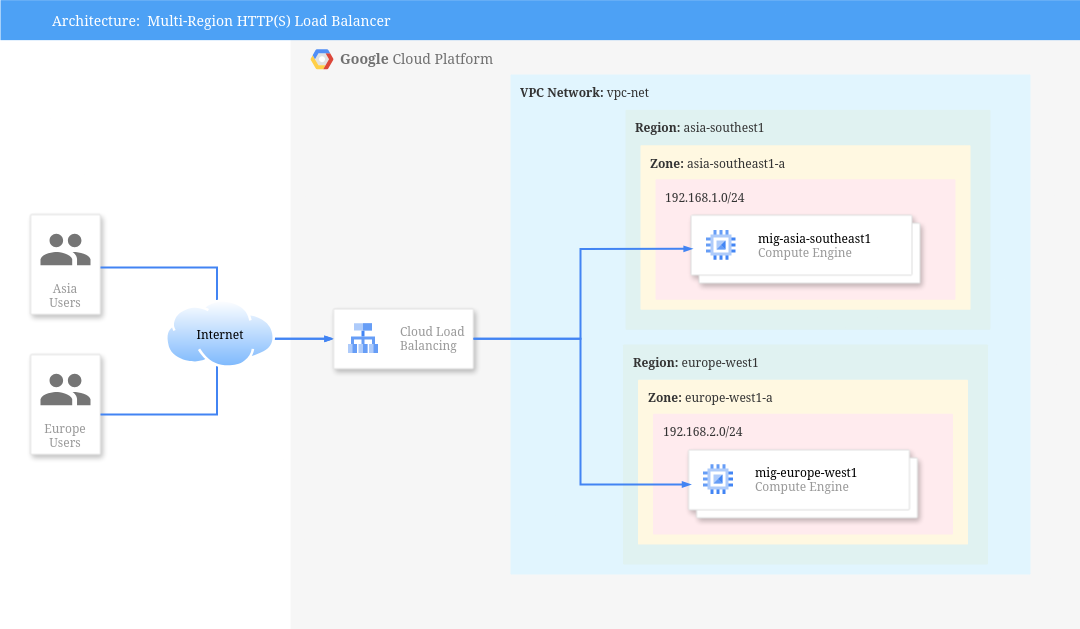 Architecture: Multi-Region HTTP(S) Load Balancer
Google Cloud Platform
VPC Network: vpc-net
Region: asia-southest1
Zone: asia-southeast1-a
192.168.1.0/24
mig-asia-southeast1
Compute Engine
Asia
Users
Internet
Cloud Load
Balancing
Europe
Users
Region: europe-west1
Zone: europe-west1-a
192.168.2.0/24
mig-europe-west1
Compute Engine